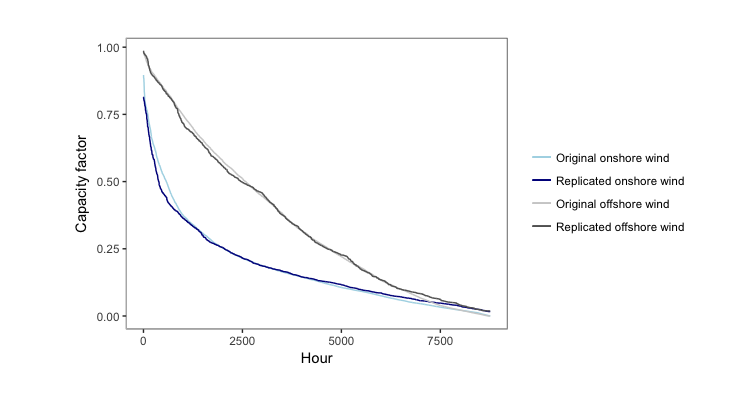 1.00
0.75
0.50
0.25
0.00
Capacity factor
0
2500
5000
7500
Hour
Original onshore wind
Replicated onshore wind
Original offshore wind
Replicated offshore wind